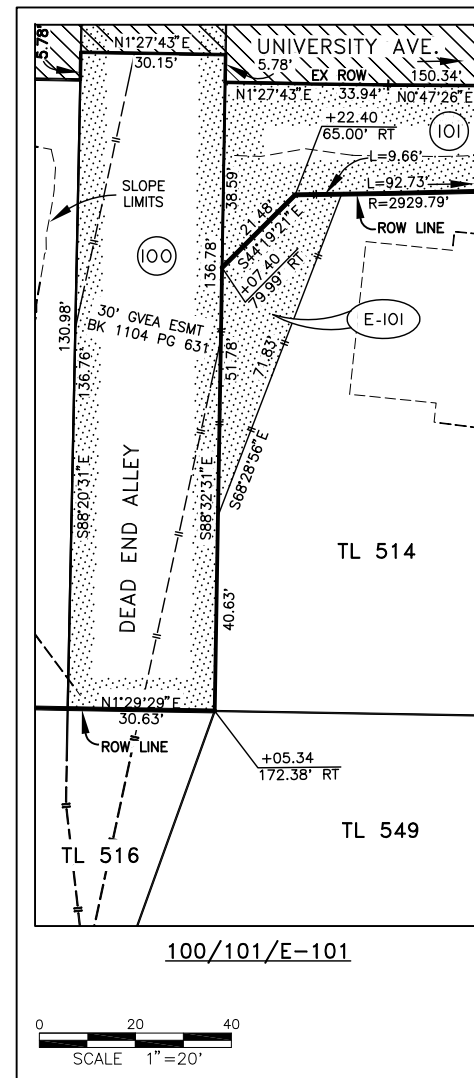 5.78'
N1°27'43"E
30.15'
UNIVERSITY AVE.
5.78'
EX ROW
150.34'
N1°27'43"E
33.94'
N0°47'26"E
+22.40
65.00' RT
101
L=9.66'
L=92.73'
R=2929.79'
ROW LINE
SLOPE
LIMITS
38.59'
21.48'
S44°19'21"E
100
136.78'
+07.40
79.99' RT
30' GVEA ESMT
BK 1104 PG 631
E-101
130.98'
136.76'
51.78'
71.83'
S68°28'56"E
S88°20'31"E
S88°32'31"E
DEAD END ALLEY
TL 514
40.63'
N1°29'29"E
30.63'
ROW LINE
+05.34
172.38' RT
TL 516
TL 549
100/101/E-101
0 20 40
SCALE 1"=20'